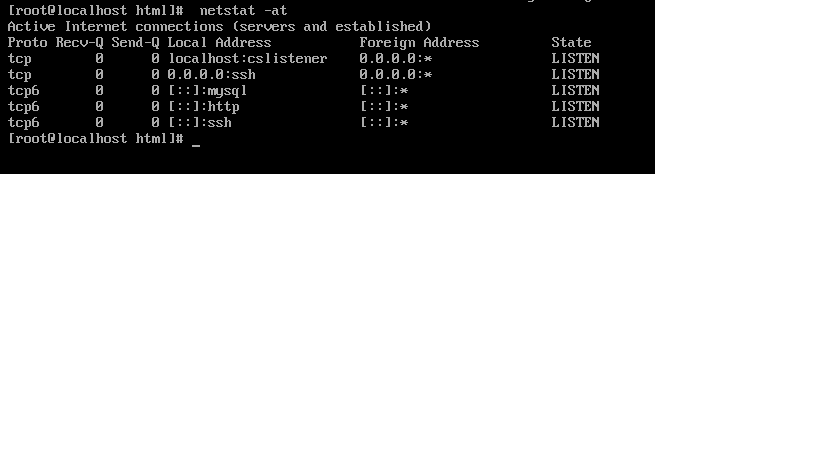 [root@localhost html]#  netstat -at
Active Internet connections (servers and established)
Proto Recv-Q Send-Q Local Address           Foreign Address         State
tcp        0      0 localhost:cslistener    0.0.0.0:*               LISTEN
tcp        0      0 0.0.0.0:ssh             0.0.0.0:*               LISTEN
tcp6       0      0 [::]:mysql              [::]:*                  LISTEN
tcp6       0      0 [::]:http               [::]:*                  LISTEN
tcp6       0      0 [::]:ssh                [::]:*                  LISTEN
[root@localhost html]# _